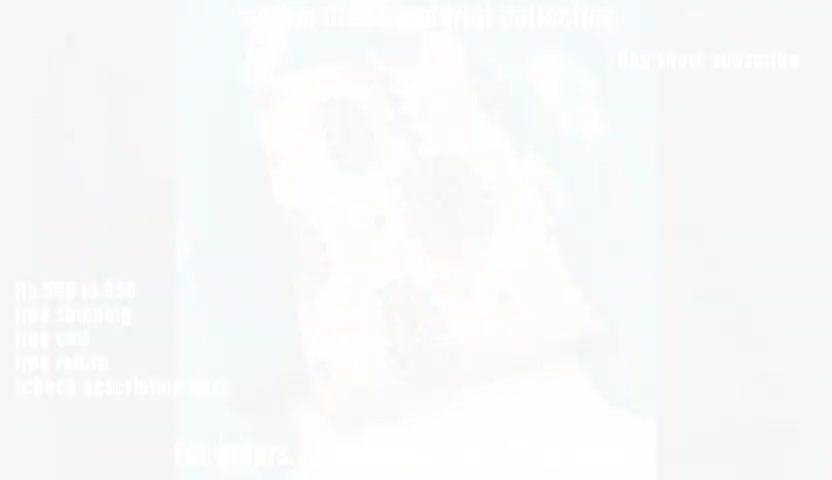 material collection
like share subscribe
Rs 500 to 850
free shipping
free cod
free return
(check description box)
For orders.